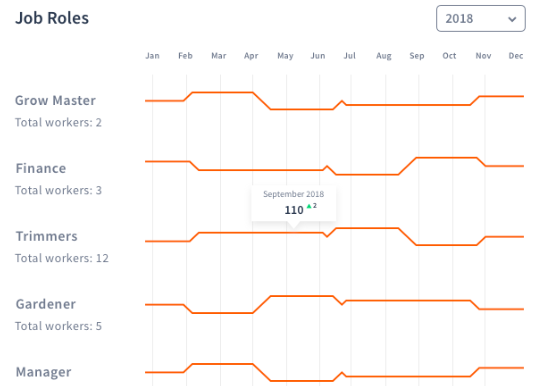 Job Roles
2018
Jan Feb Mar Apr May Jun Jul Aug Sep Oct Nov Dec
Grow Master
Total workers: 2
Finance
Total workers: 3
September 2018
110 ▲2
Trimmers
Total workers: 12
Gardener
Total workers: 5
Manager